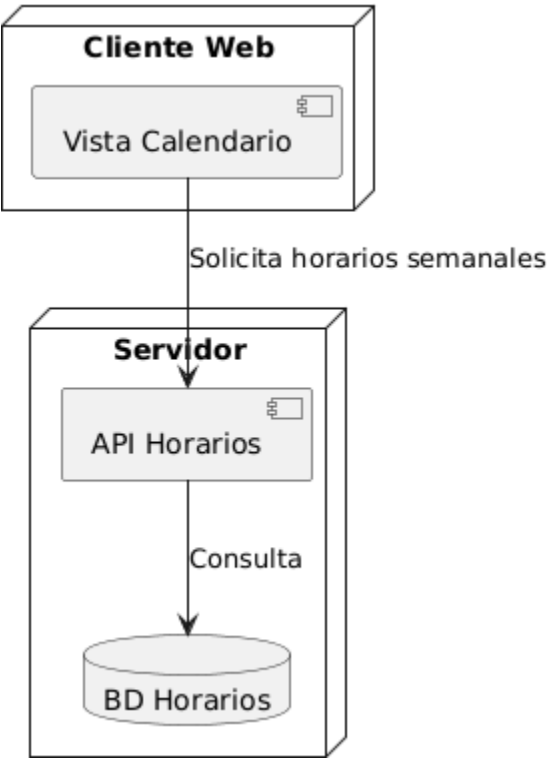 Cliente Web
Vista Calendario
Solicita horarios semanales
Servidor
API Horarios
Consulta
BD Horarios